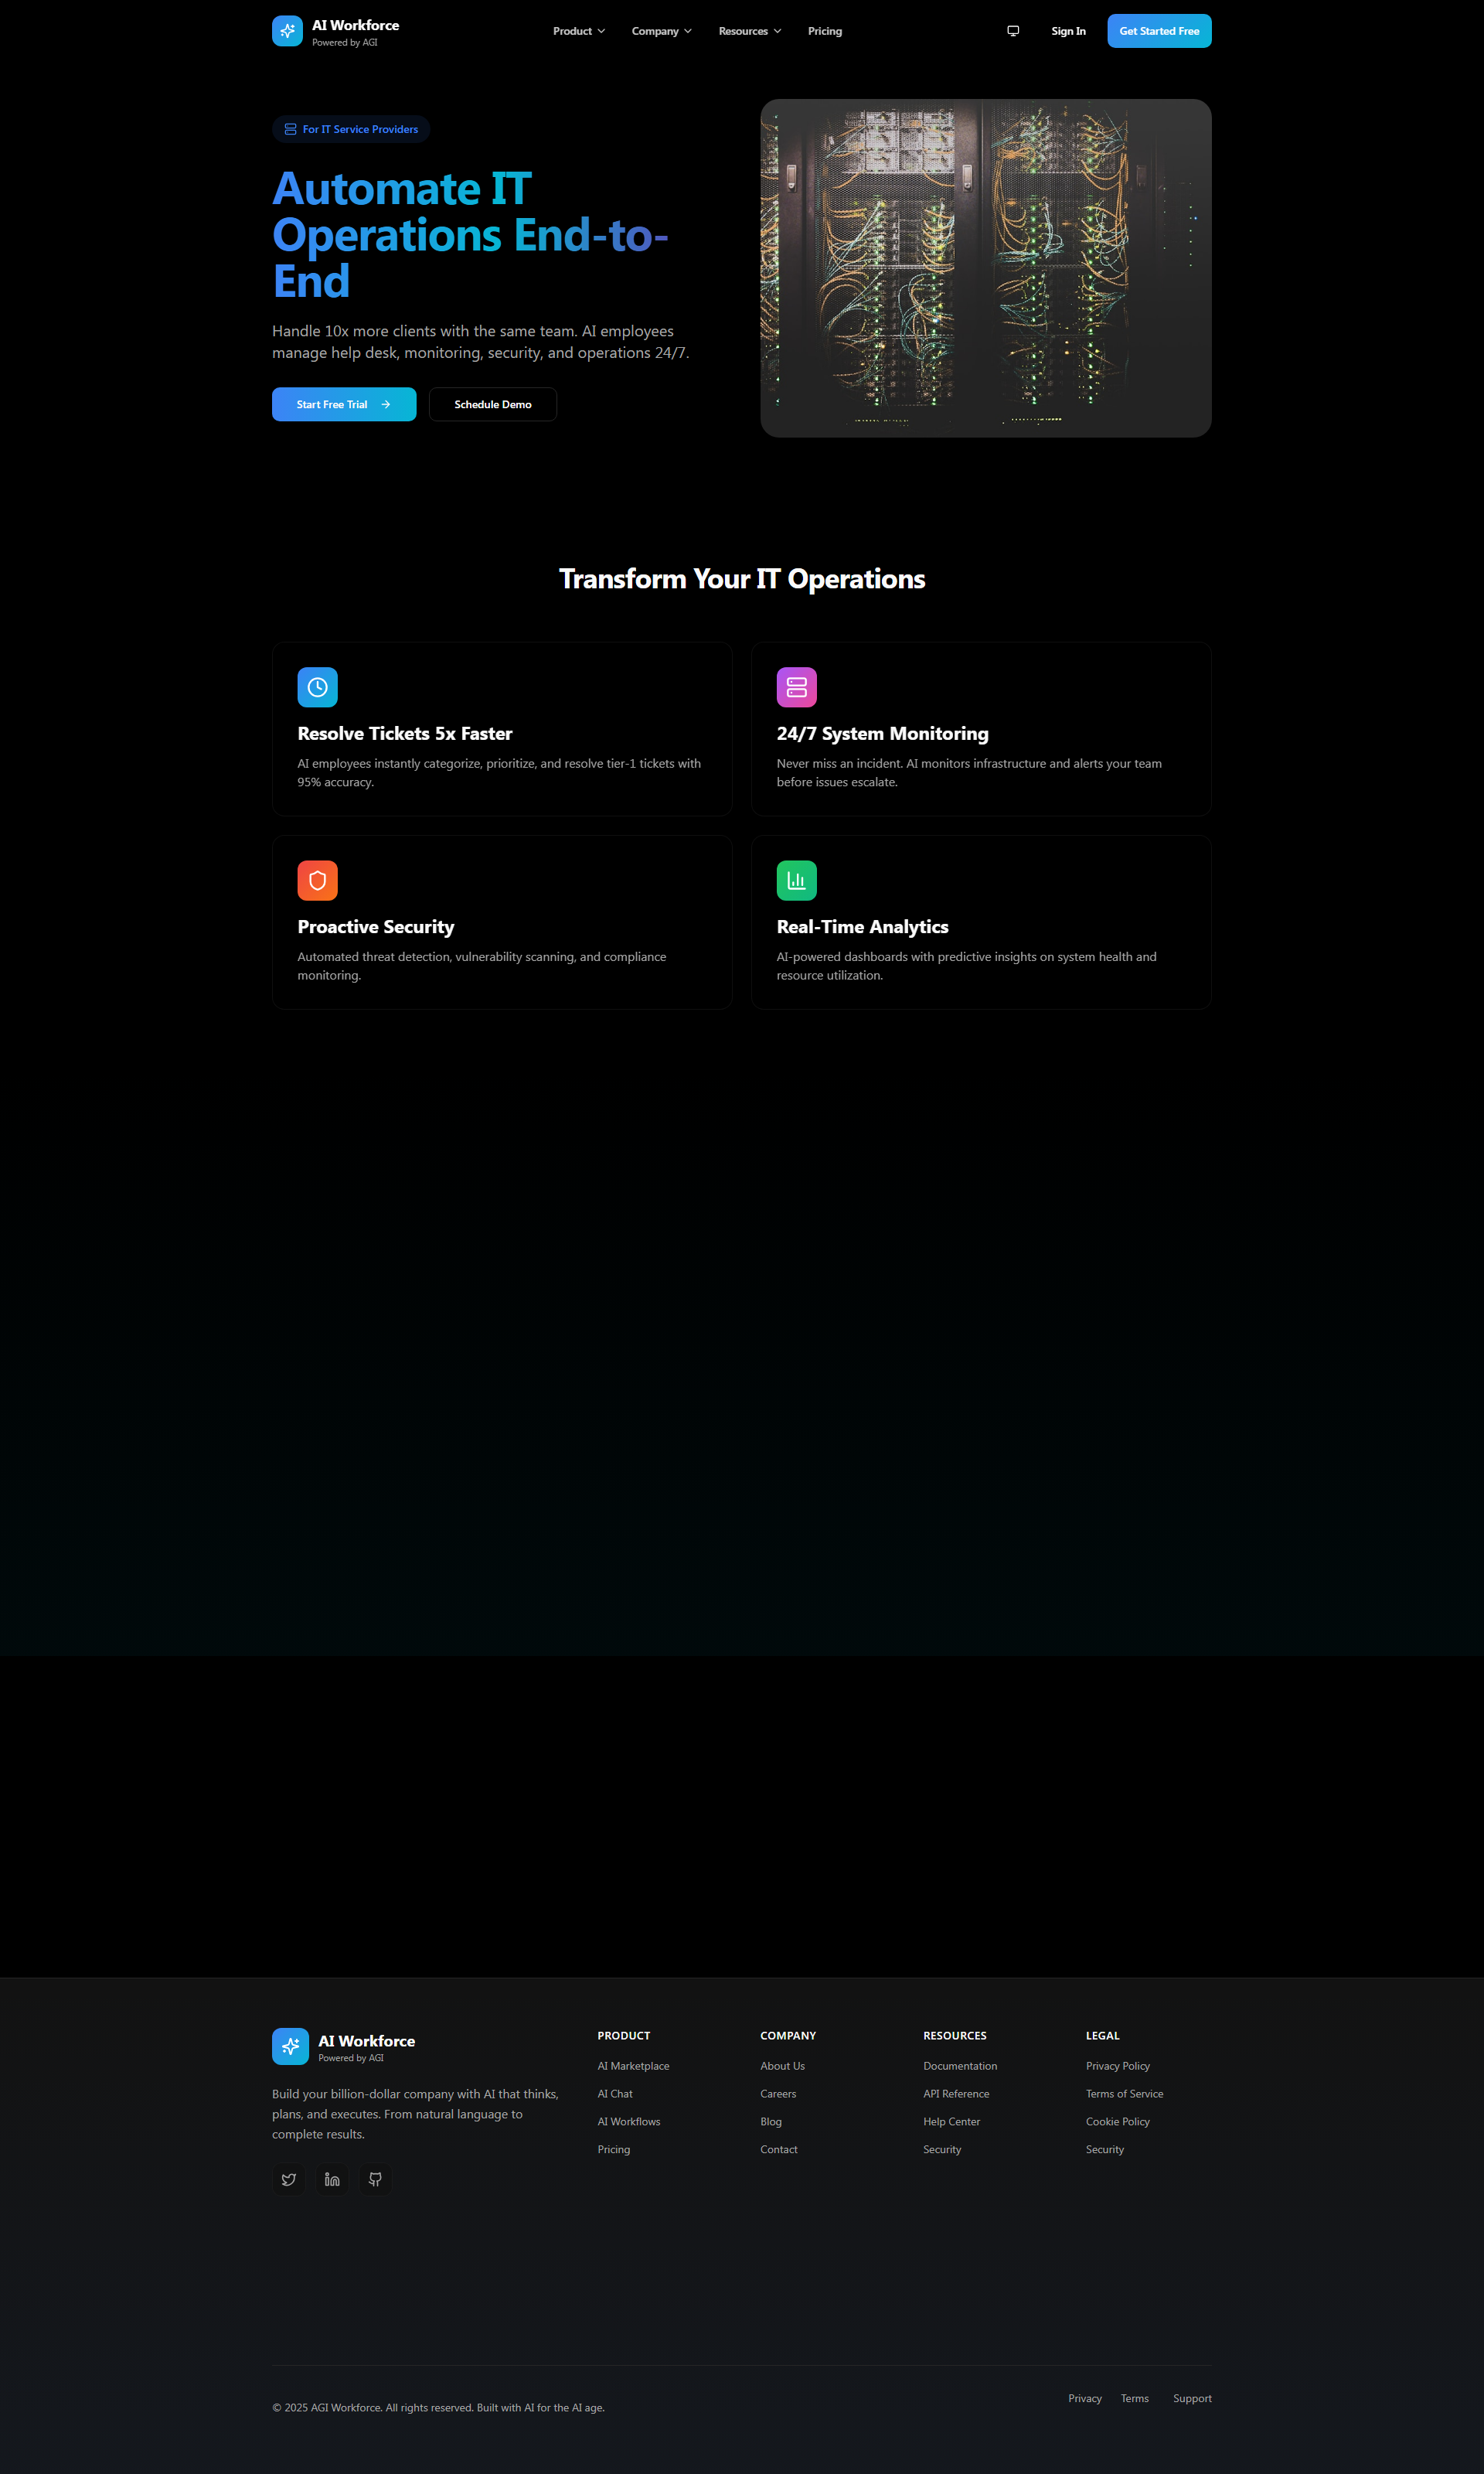 AI Workforce
Powered by AGI
Product
Company
Resources
Pricing
Sign In
Get Started Free
For IT Service Providers
Automate IT
Operations End-to-
End
Handle 10x more clients with the same team. AI employees
manage help desk, monitoring, security, and operations 24/7.
Start Free Trial
Schedule Demo
Transform Your IT Operations
Resolve Tickets 5x Faster
AI employees instantly categorize, prioritize, and resolve tier-1 tickets with
95% accuracy.
24/7 System Monitoring
Never miss an incident. AI monitors infrastructure and alerts your team
before issues escalate.
Proactive Security
Automated threat detection, vulnerability scanning, and compliance
monitoring.
Real-Time Analytics
AI-powered dashboards with predictive insights on system health and
resource utilization.
AI Workforce
Powered by AGI
Build your billion-dollar company with AI that thinks,
plans, and executes. From natural language to
complete results.
PRODUCT
AI Marketplace
AI Chat
AI Workflows
Pricing
COMPANY
About Us
Careers
Blog
Contact
RESOURCES
Documentation
API Reference
Help Center
Security
LEGAL
Privacy Policy
Terms of Service
Cookie Policy
Security
© 2025 AGI Workforce. All rights reserved. Built with AI for the AI age.
Privacy
Terms
Support